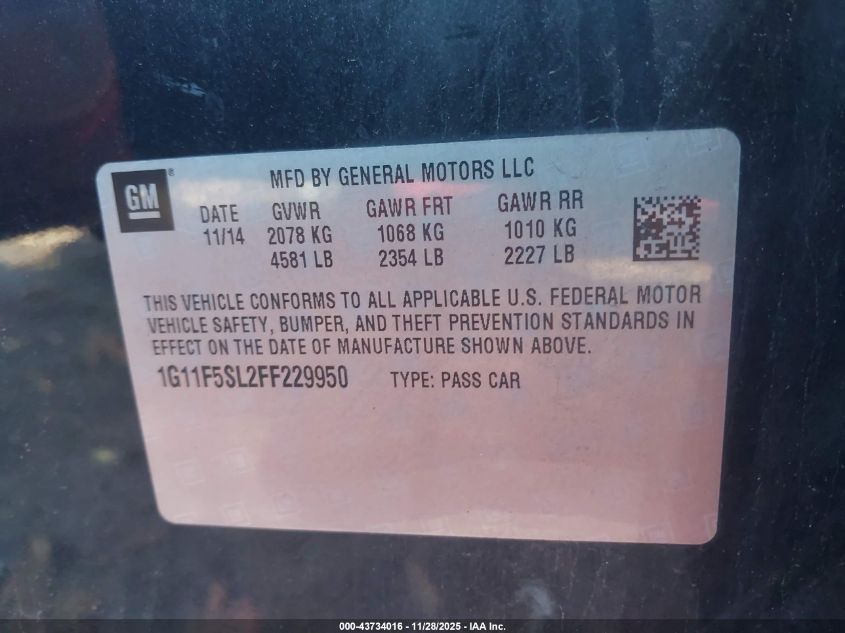 GM®
MFD BY GENERAL MOTORS LLC
DATE GVWR GAWR FRT GAWR RR
11/14 2078 KG 1068 KG 1010 KG
4581 LB 2354 LB 2227 LB
THIS VEHICLE CONFORMS TO ALL APPLICABLE U.S. FEDERAL MOTOR
VEHICLE SAFETY, BUMPER, AND THEFT PREVENTION STANDARDS IN
EFFECT ON THE DATE OF MANUFACTURE SHOWN ABOVE.
1G11F5SL2FF229950 TYPE: PASS CAR
000-43734016 - 11/28/2025 - IAA Inc.